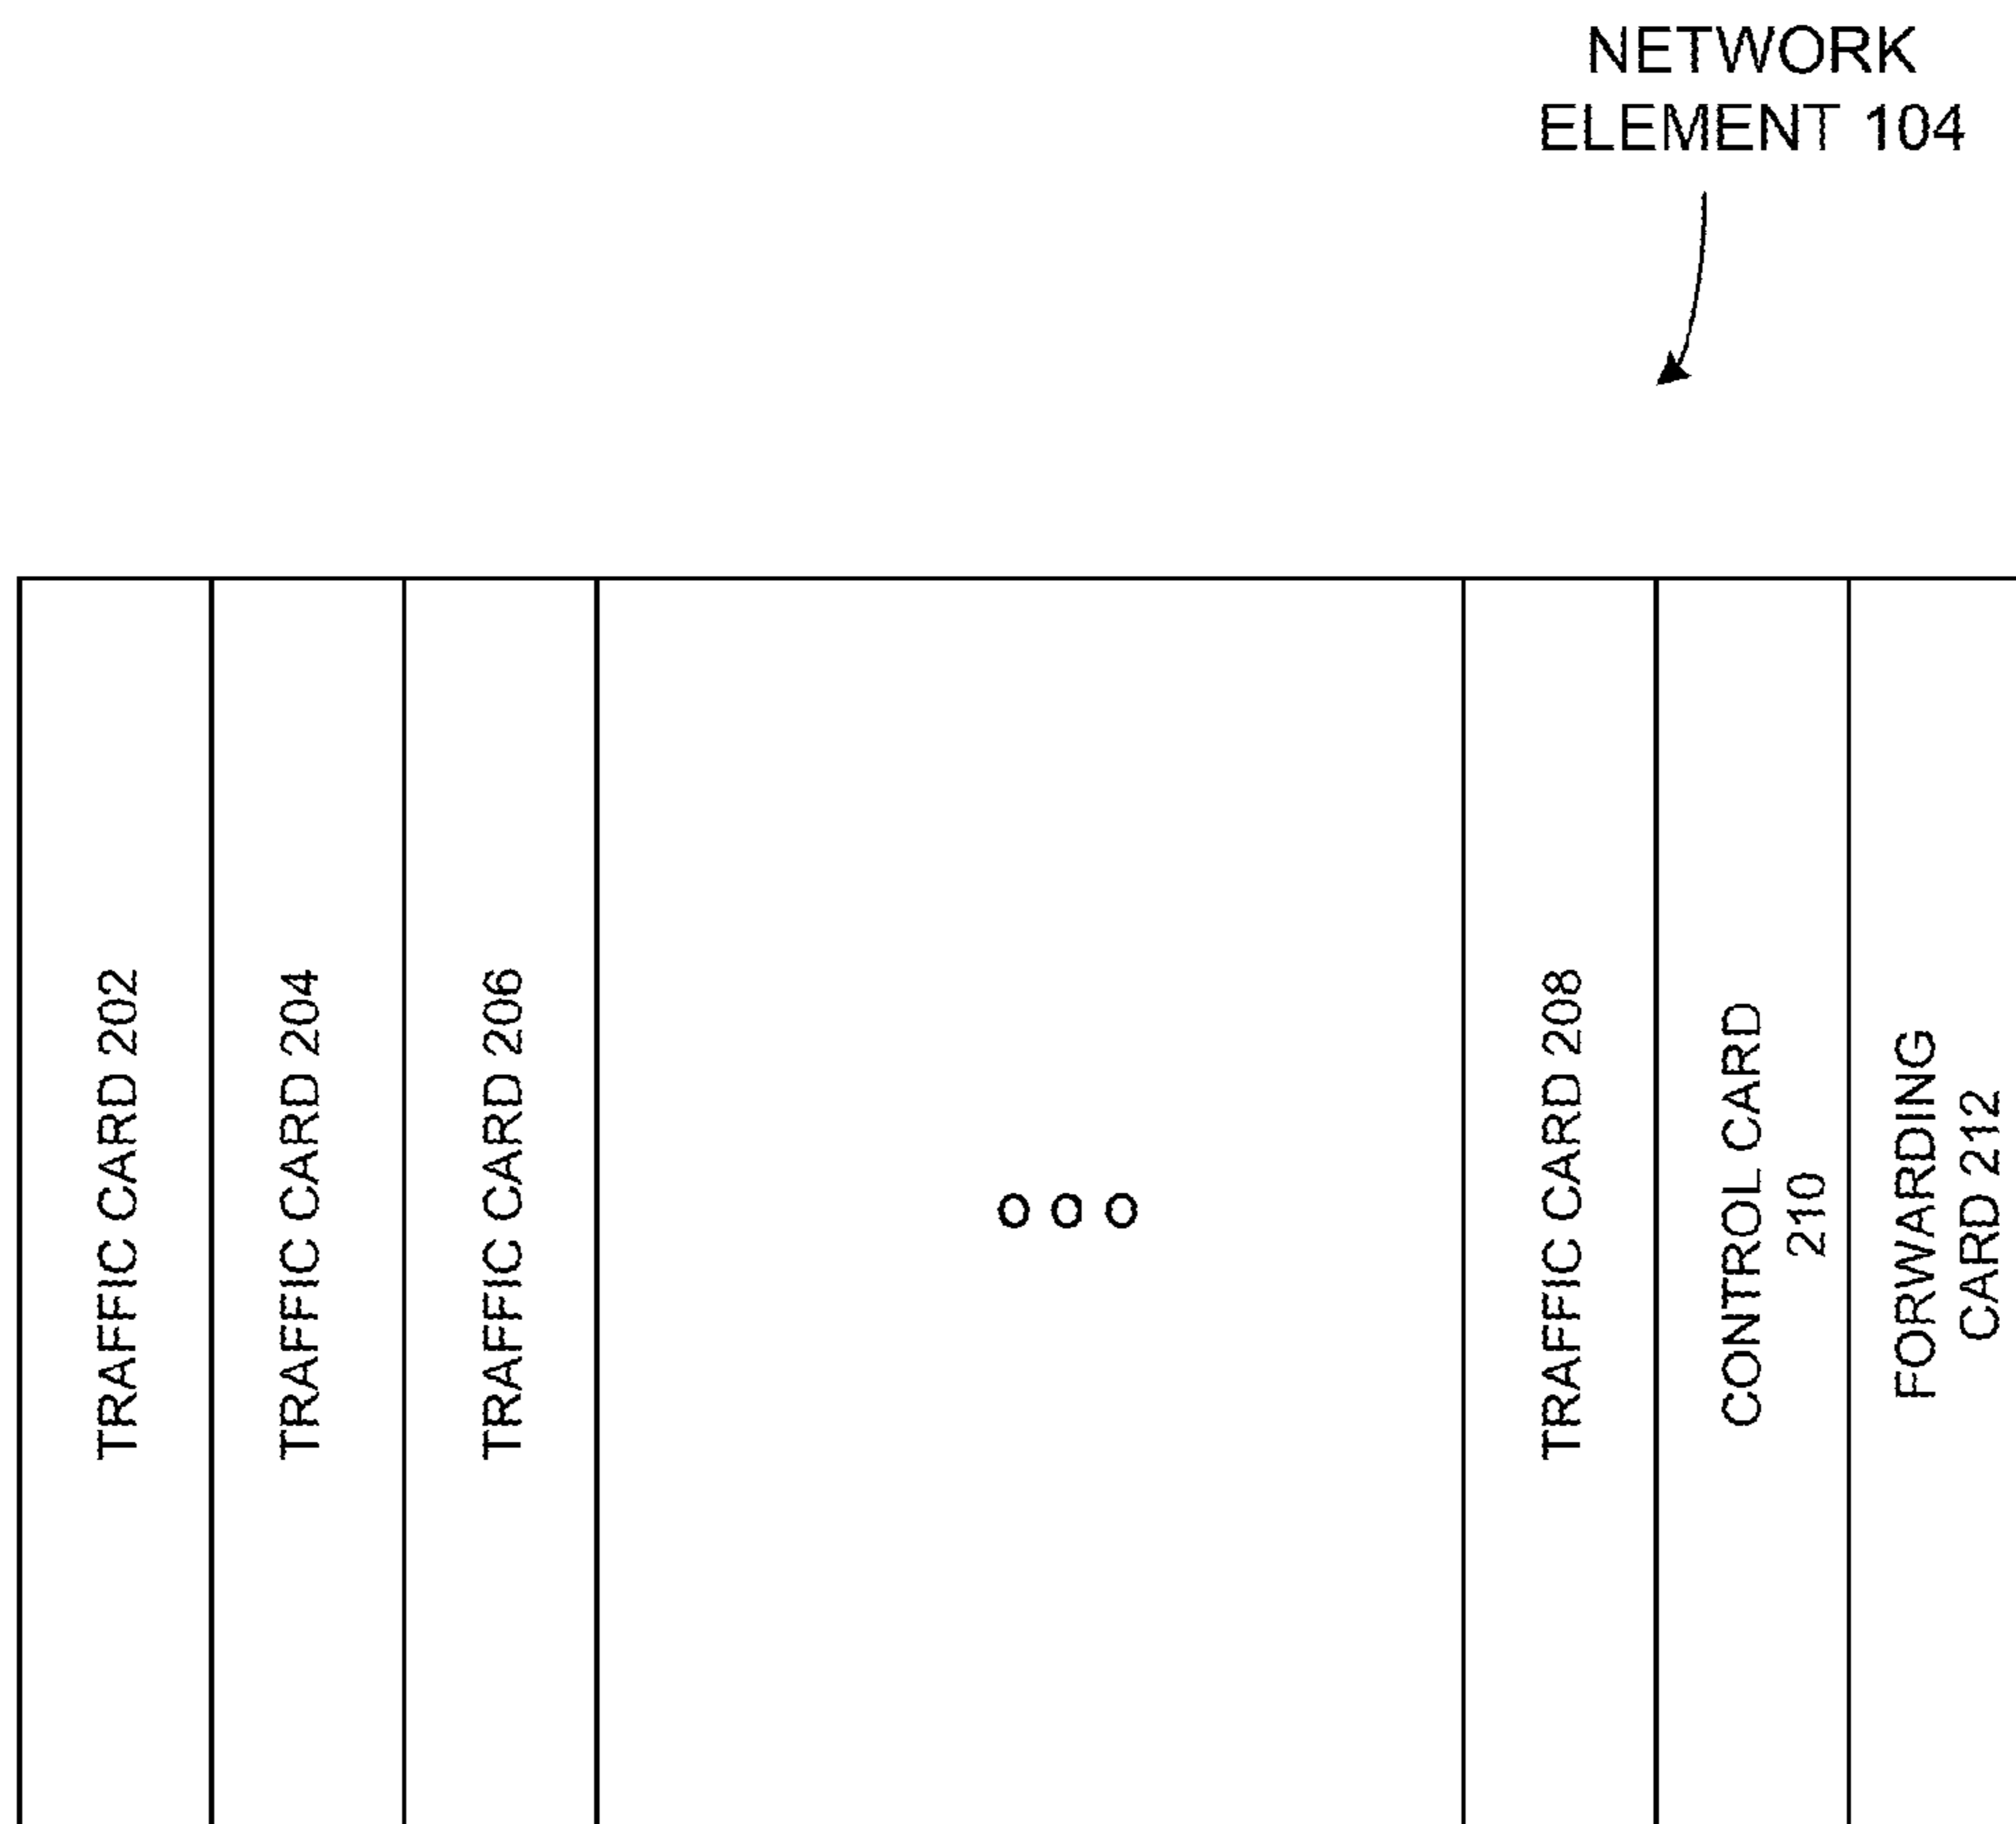 NETWORK
ELEMENT 104
TRAFFIC CARD 202
TRAFFIC CARD 204
TRAFFIC CARD 206
TRAFFIC CARD 208
CONTROL CARD
210
FORWARDING
CARD 212